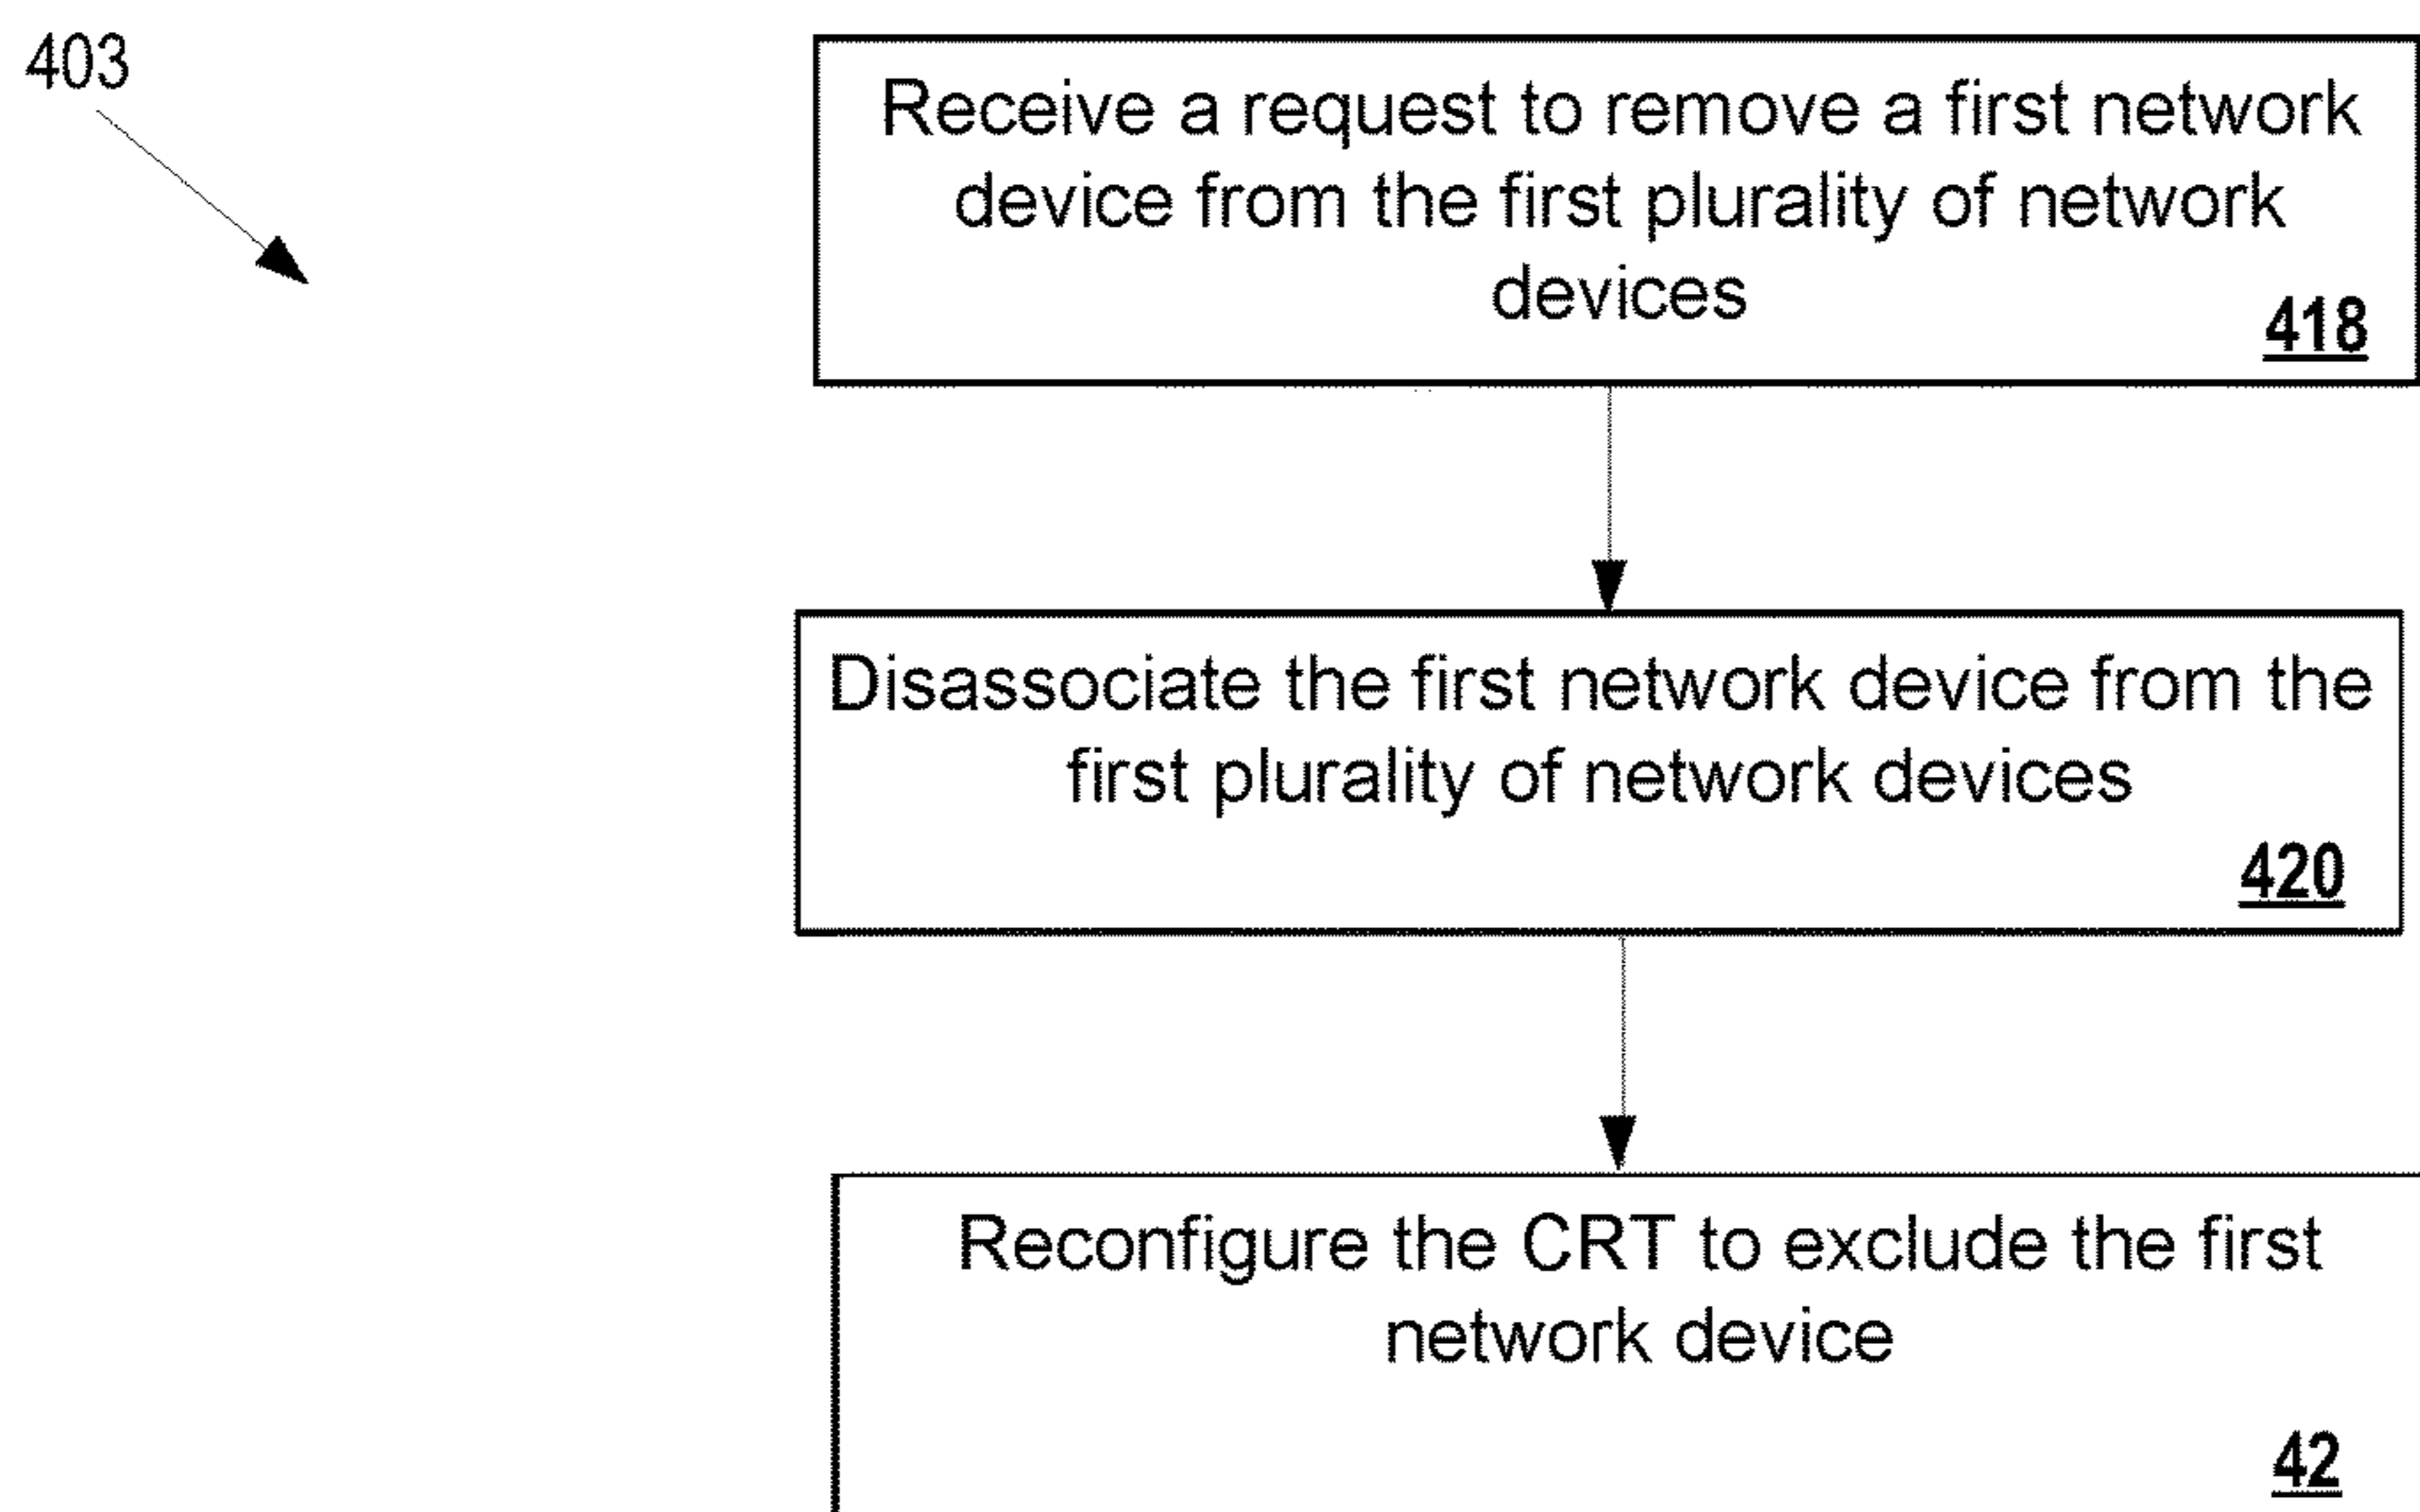 403
Receive a request to remove a first network
device from the first plurality of network
devices
418
Disassociate the first network device from the
first plurality of network devices
420
Reconfigure the CRT to exclude the first
network device
42